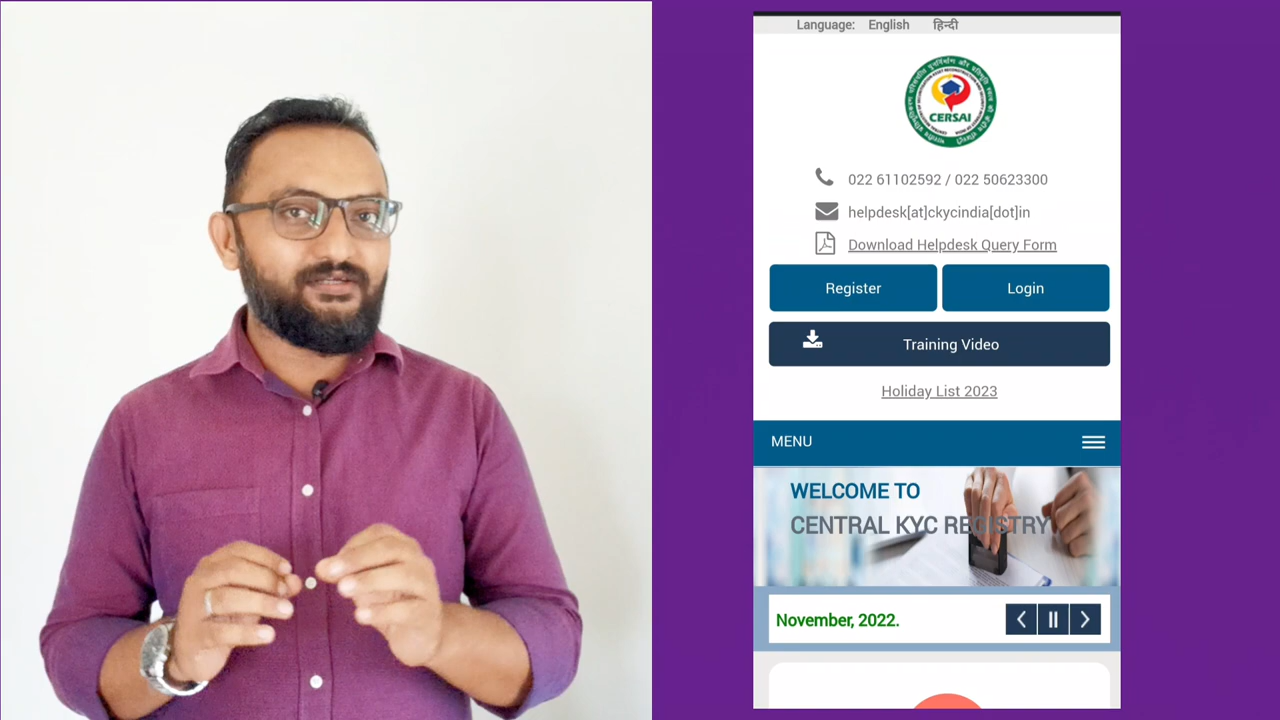 Language: English हिन्दी
CERSAI
022 61102592 / 022 50623300
helpdesk[at]ckycindia[dot]in
Download Helpdesk Query Form
Register Login
Training Video
Holiday List 2023
MENU
WELCOME TO
CENTRAL KYC REGISTRY
November, 2022.